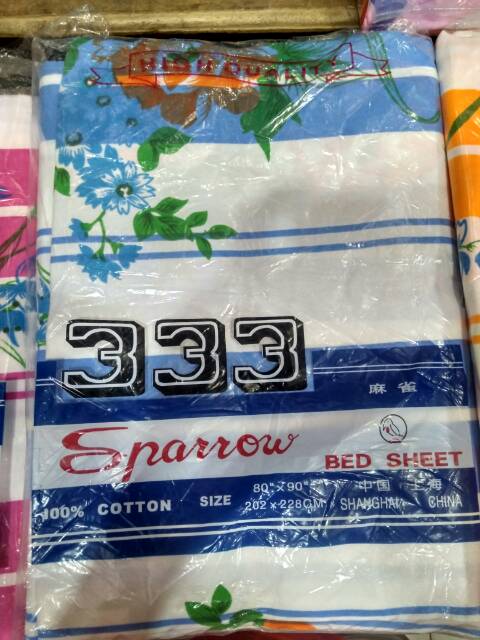 HIGH QUALITY
333
麻雀
Sparrow
BED SHEET
100% COTTON SIZE 80"×90" 中国 上海
202×228CM SHANGHAI CHINA